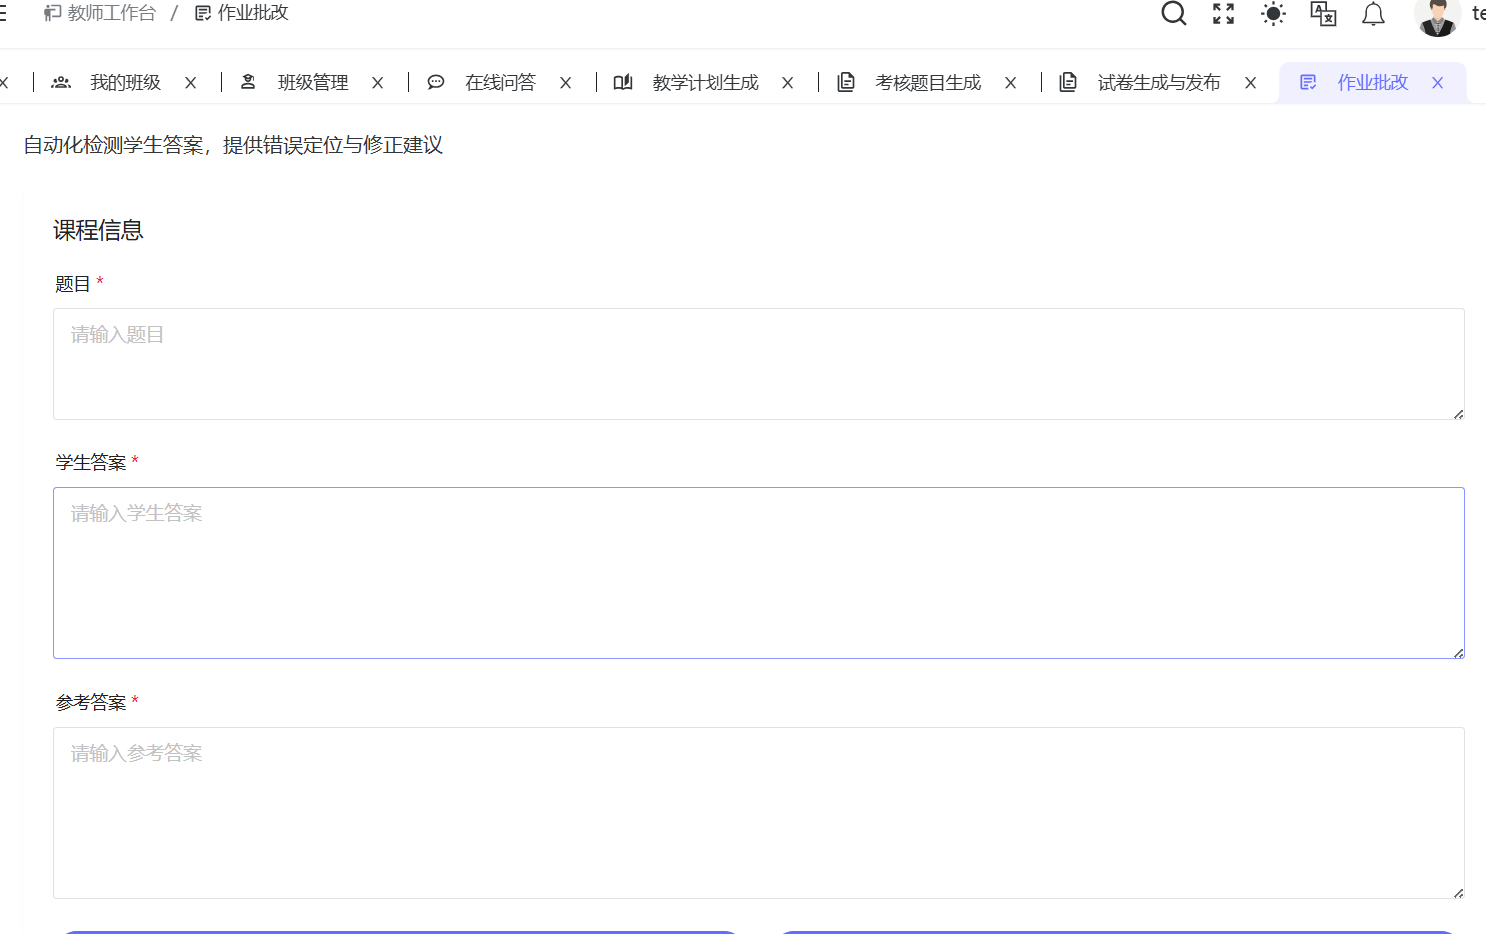 教师工作台 / 作业批改
我的班级 班级管理 在线问答 教学计划生成 考核题目生成 试卷生成与发布 作业批改
自动化检测学生答案，提供错误定位与修正建议
课程信息
题目 *
请输入题目
学生答案 *
请输入学生答案
参考答案 *
请输入参考答案